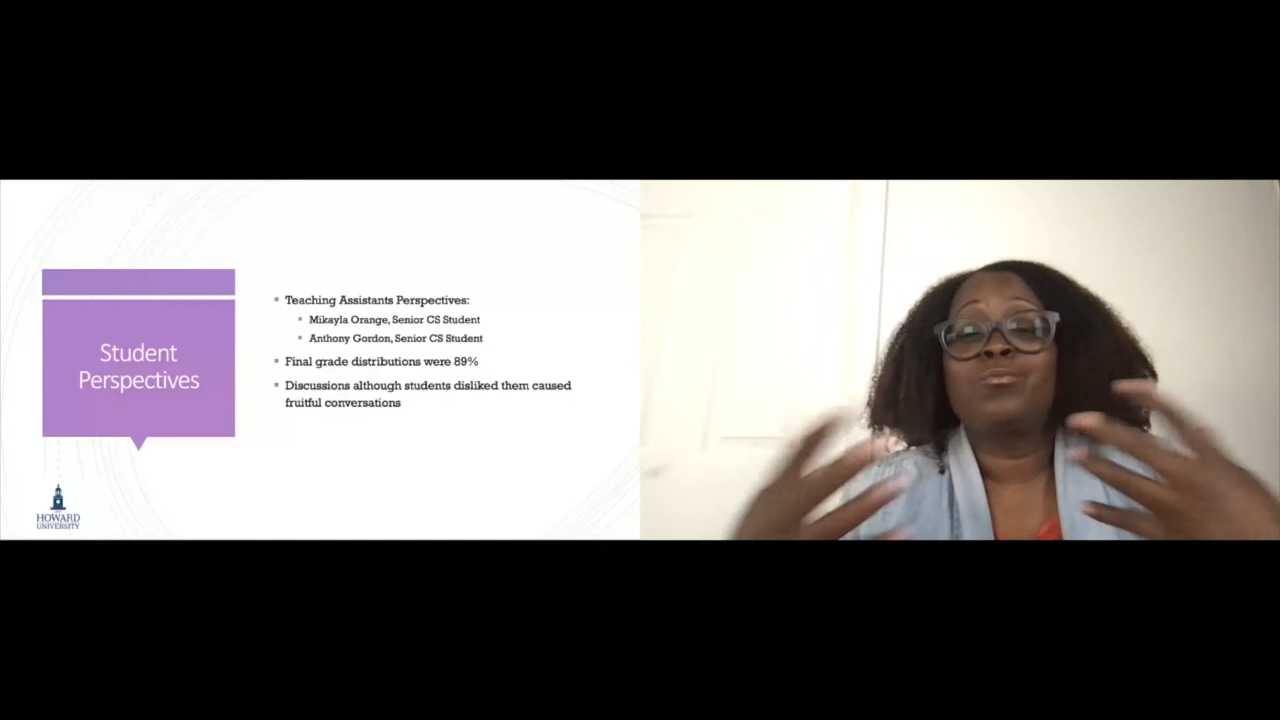 Student
Perspectives
Teaching Assistants Perspectives:
Mikayla Orange, Senior CS Student
Anthony Gordon, Senior CS Student
Final grade distributions were 89%
Discussions although students disliked them caused
fruitful conversations
HOWARD
UNIVERSITY